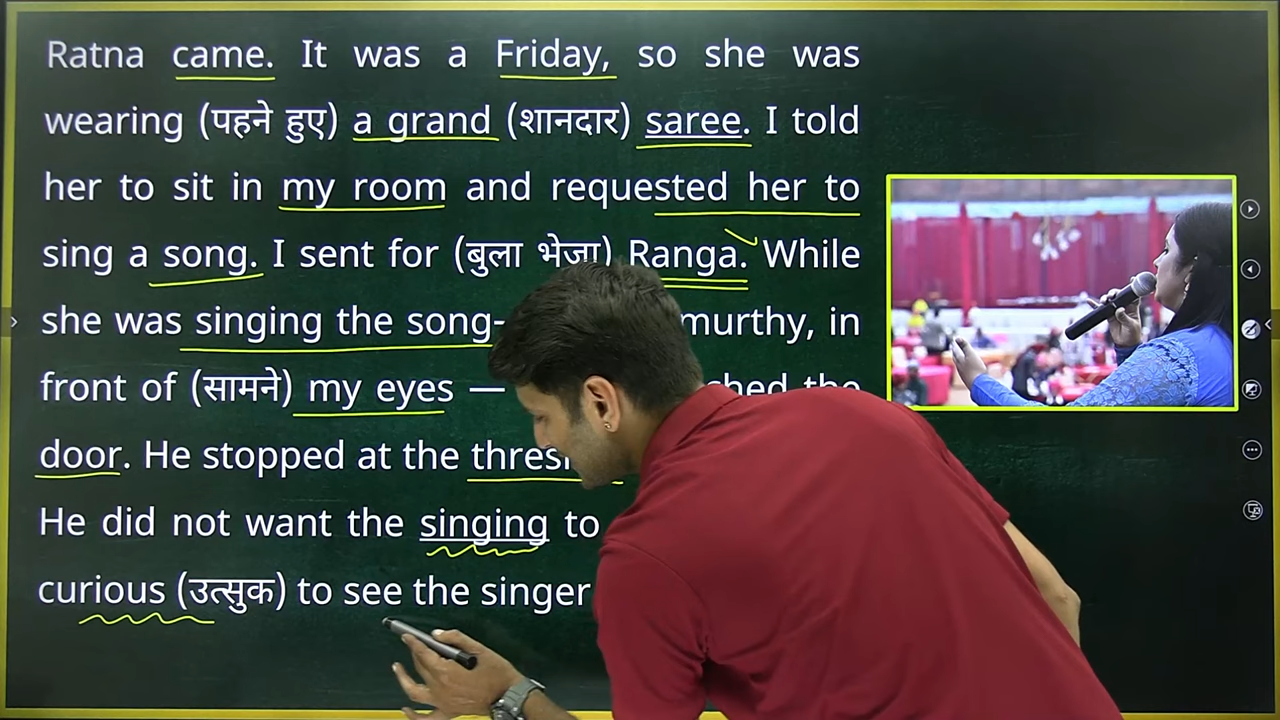 Ratna came. It was a Friday, so she was
wearing (पहने हुए) a grand (शानदार) saree. I told
her to sit in my room and requested her to
sing a song. I sent for (बुला भेजा) Ranga. While
she was singing the song- murthy, in
front of (सामने) my eyes — the
door. He stopped at the
He did not want the singing to
curious (उत्सुक) to see the singer